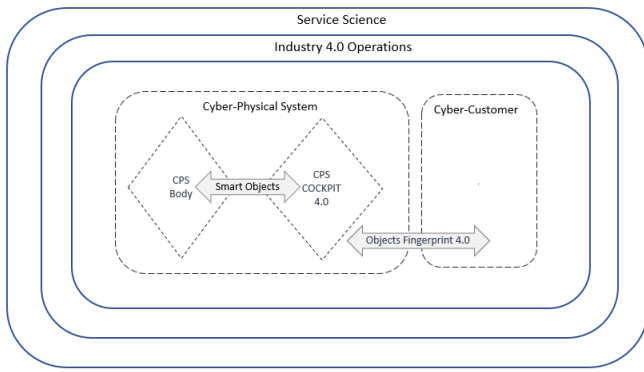 Service Science
Industry 4.0 Operations
Cyber-Physical System
Cyber-Customer
CPS
Body
Smart Objects
CPS
COCKPIT
4.0
Objects Fingerprint 4.0